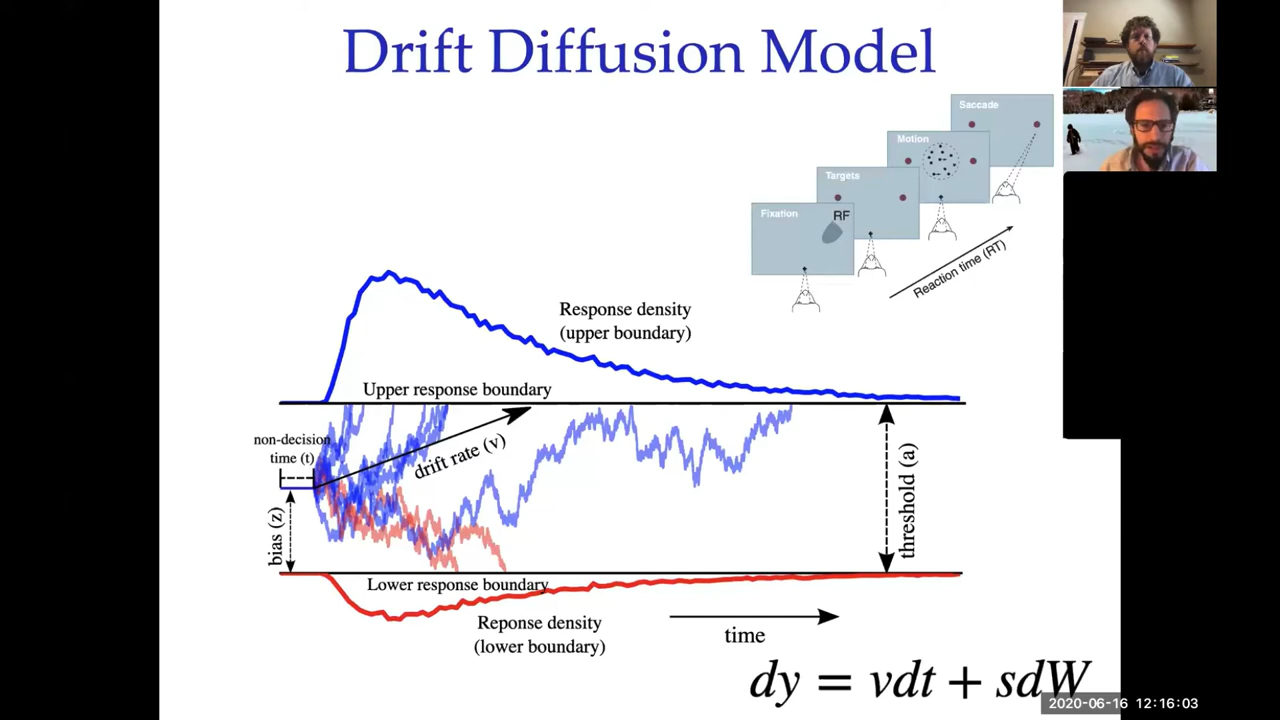 Drift Diffusion Model
Saccade
Motion
Targets
Fixation
RF
Reaction time (RT)
Response density
(upper boundary)
Upper response boundary
non-decision
time (t)
drift rate (v)
bias (z)
threshold (a)
Lower response boundary
Reponse density
(lower boundary)
time
dy = vdt + sdW
2020-06-16 12:16:03